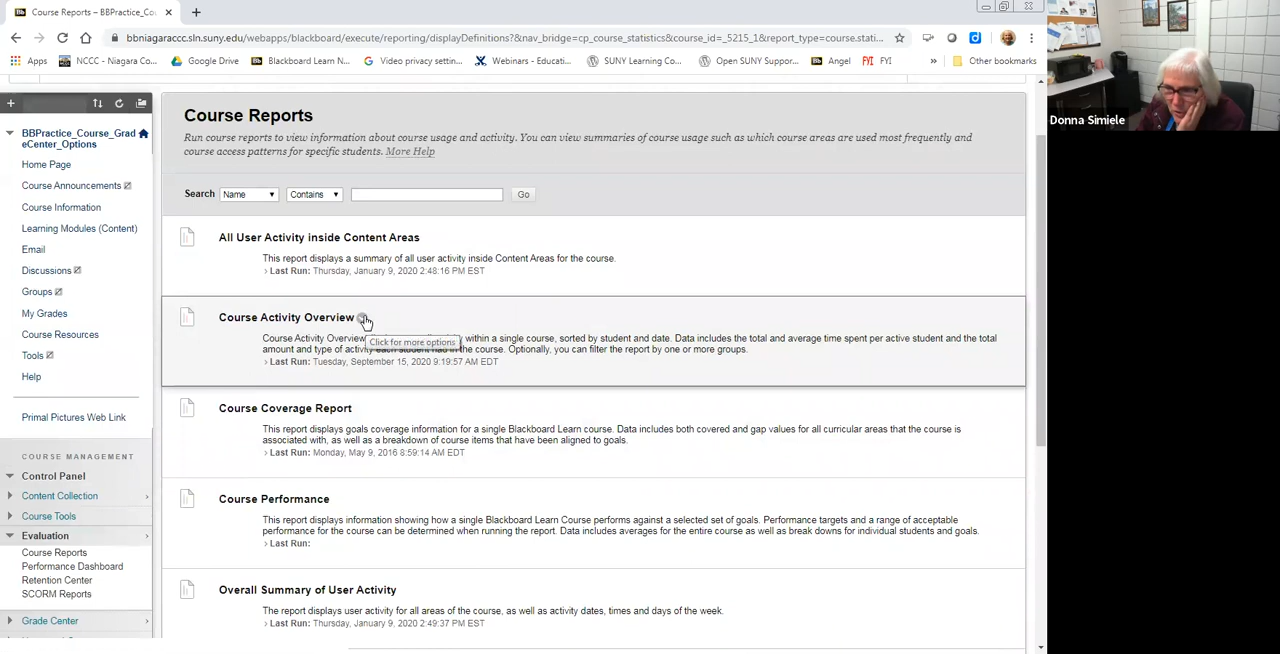 Course Reports - BBPractice_Co
bbniagaraccc.sln.suny.edu/webapps/blackboard/execute/reporting/displayDefinitions?&nav_bridge=cp_course_statistics&course_id=_5215_1&report_type=course.stati...
Apps NCCC - Niagara Co... Google Drive Blackboard Learn N... Video privacy setting... Webinars - Educati... SUNY Learning Co... Open SUNY Suppor... Angel FYI FYI » Other bookmarks
Donna Simiele
BBPractice_Course_Grad
eCenter_Options
Home Page
Course Announcements
Course Information
Learning Modules (Content)
Email
Discussions
Groups
My Grades
Course Resources
Tools
Help
Primal Pictures Web Link
COURSE MANAGEMENT
Control Panel
Content Collection
Course Tools
Evaluation
Course Reports
Performance Dashboard
Retention Center
SCORM Reports
Grade Center
Course Reports
Run course reports to view information about course usage and activity. You can view summaries of course usage such as which course areas are used most frequently and
course access patterns for specific students. More Help
Search Name Contains Go
All User Activity inside Content Areas
This report displays a summary of all user activity inside Content Areas for the course.
Last Run: Thursday, January 9, 2020 2:48:16 PM EST
Course Activity Overview
Click for more options
Course Activity Overview within a single course, sorted by student and date. Data includes the total and average time spent per active student and the total
amount and type of activity each student had in the course. Optionally, you can filter the report by one or more groups.
Last Run: Tuesday, September 15, 2020 9:19:57 AM EDT
Course Coverage Report
This report displays goals coverage information for a single Blackboard Learn course. Data includes both covered and gap values for all curricular areas that the course is
associated with, as well as a breakdown of course items that have been aligned to goals.
Last Run: Monday, May 9, 2016 8:59:14 AM EDT
Course Performance
This report displays information showing how a single Blackboard Learn Course performs against a selected set of goals. Performance targets and a range of acceptable
performance for the course can be determined when running the report. Data includes averages for the entire course as well as break downs for individual students and goals.
Last Run:
Overall Summary of User Activity
The report displays user activity for all areas of the course, as well as activity dates, times and days of the week.
Last Run: Thursday, January 9, 2020 2:49:37 PM EST